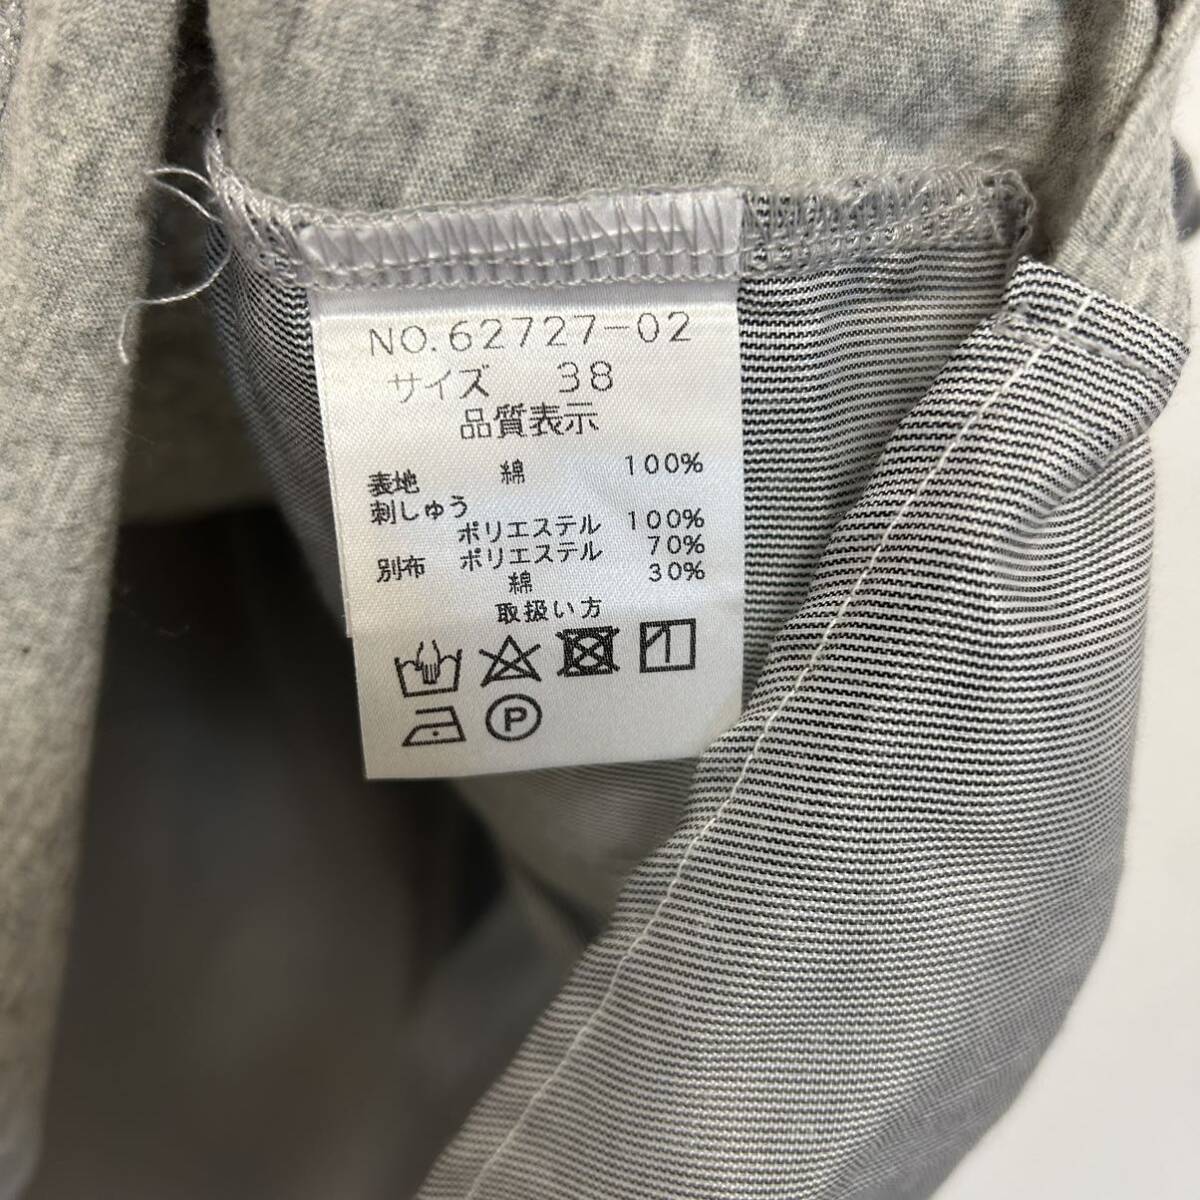 NO.62727-02
サイズ 38
品質表示
表地 綿 100%
刺しゅう
ポリエステル 100%
別布 ポリエステル 70%
綿 30%
取扱い方
P